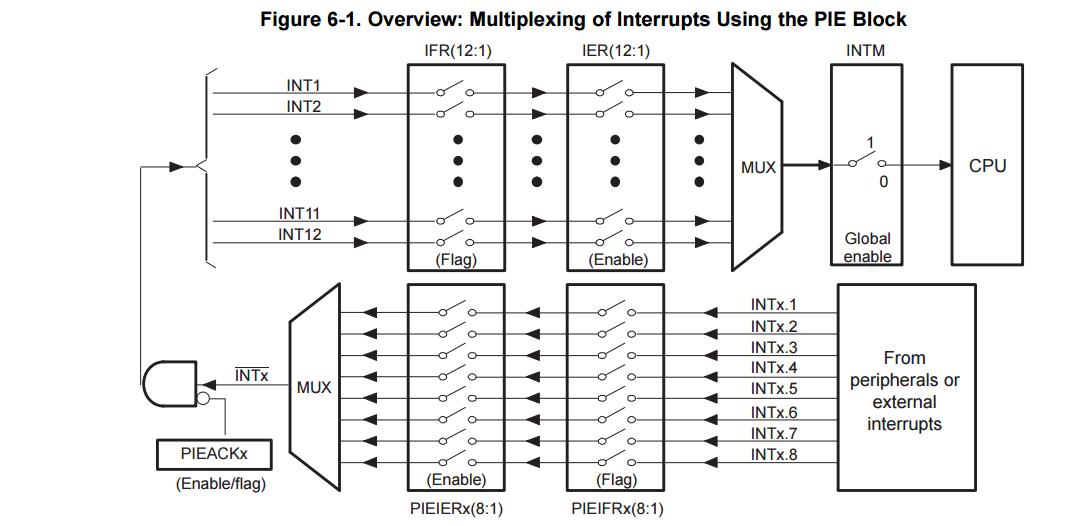 Figure 6-1. Overview: Multiplexing of Interrupts Using the PIE Block
IFR(12:1)
IER(12:1)
INTM
INT1
INT2
1
MUX
CPU
0
INT11
INT12
Global
enable
(Flag)
(Enable)
INTx.1
INTx.2
INTx.3
INTx.4
INTx.5
INTx.6
INTx.7
INTx.8
From
peripherals or
external
interrupts
INTx
MUX
PIEACKx
(Enable/flag)
(Enable)
(Flag)
PIEIERx(8:1)
PIEIFRx(8:1)